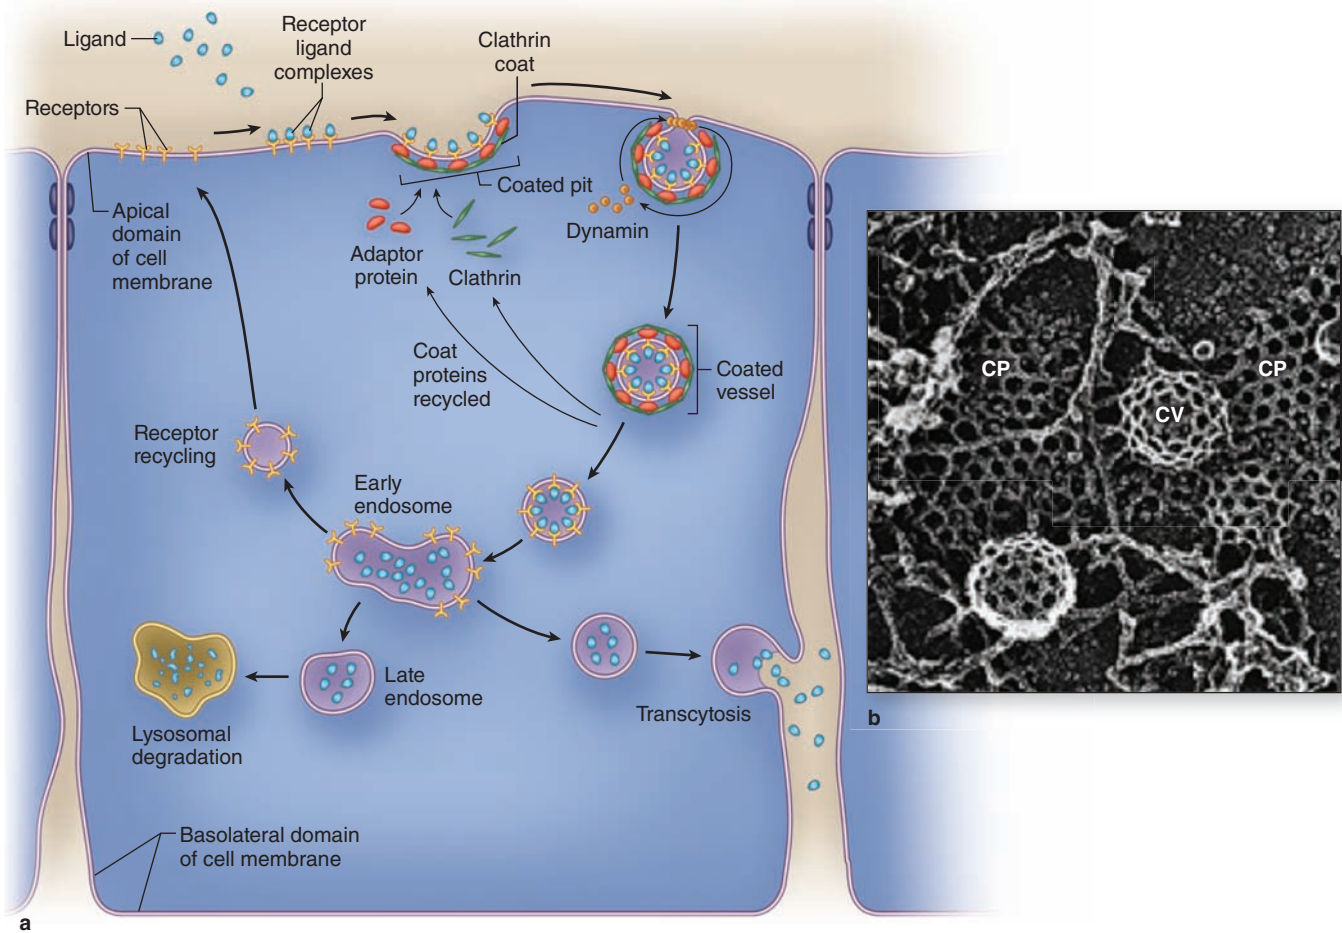 Ligand
Receptor
ligand
complexes
Clathrin
coat
Receptors
Coated pit
Apical
domain
of cell
membrane
Adaptor
protein
Clathrin
Dynamin
Coat
proteins
recycled
Coated
vessel
Receptor
recycling
Early
endosome
Late
endosome
Lysosomal
degradation
Transcytosis
Basolateral domain
of cell membrane
a
CP
CP
CV
b